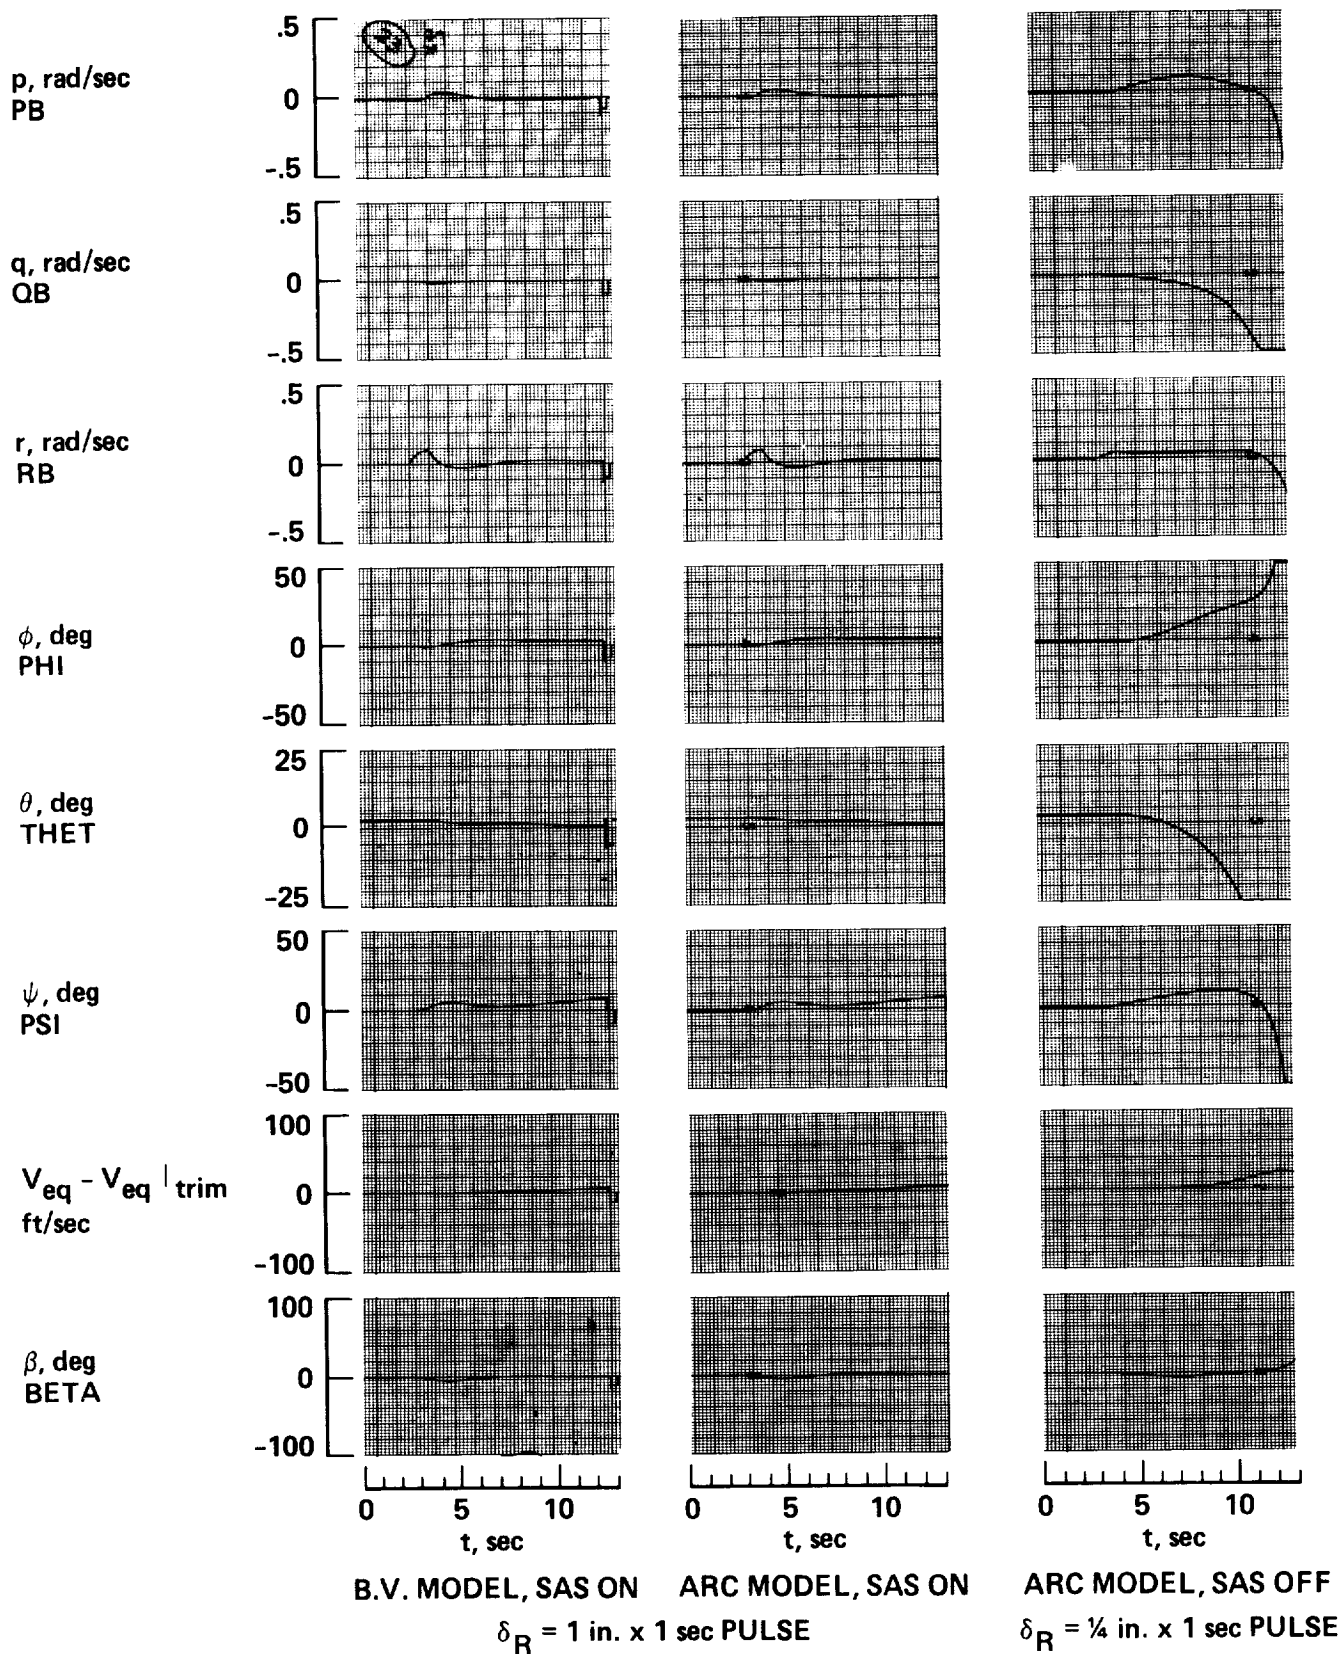 .5
p, rad/sec
PB
0
-.5
.5
q, rad/sec
QB
0
-.5
.5
r, rad/sec
RB
0
-.5
50
φ, deg
PHI
0
-50
25
θ, deg
THET
0
-25
50
ψ, deg
PSI
0
-50
100
V_eq - V_eq |_trim
ft/sec
0
-100
100
β, deg
BETA
0
-100
0 5 10
t, sec
0 5 10
t, sec
0 5 10
t, sec
B.V. MODEL, SAS ON
ARC MODEL, SAS ON
ARC MODEL, SAS OFF
δ_R = 1 in. x 1 sec PULSE
δ_R = ¼ in. x 1 sec PULSE